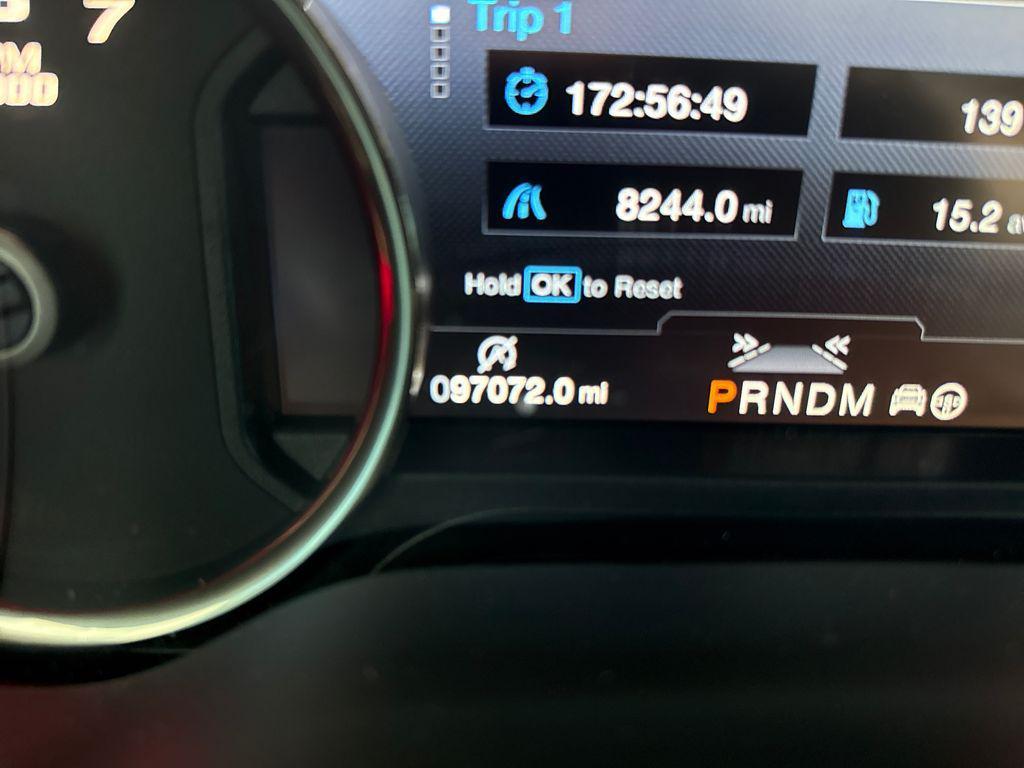 7
Trip 1
172:56:49
139
8244.0 mi
15.2
Hold OK to Reset
097072.0 mi
PRNDM